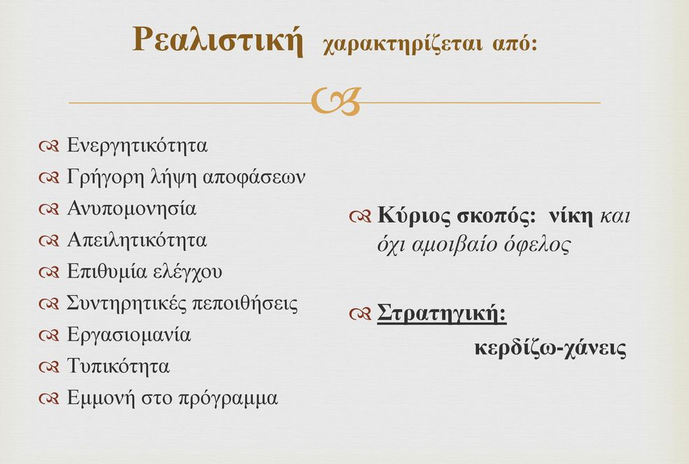 Ρεαλιστική χαρακτηρίζεται από:
Ενεργητικότητα
Γρήγορη λήψη αποφάσεων
Ανυπομονησία
Απειλητικότητα
Επιθυμία ελέγχου
Συντηρητικές πεποιθήσεις
Εργασιομανία
Τυπικότητα
Εμμονή στο πρόγραμμα
Κύριος σκοπός: νίκη και
όχι αμοιβαίο όφελος
Στρατηγική:
κερδίζω-χάνεις